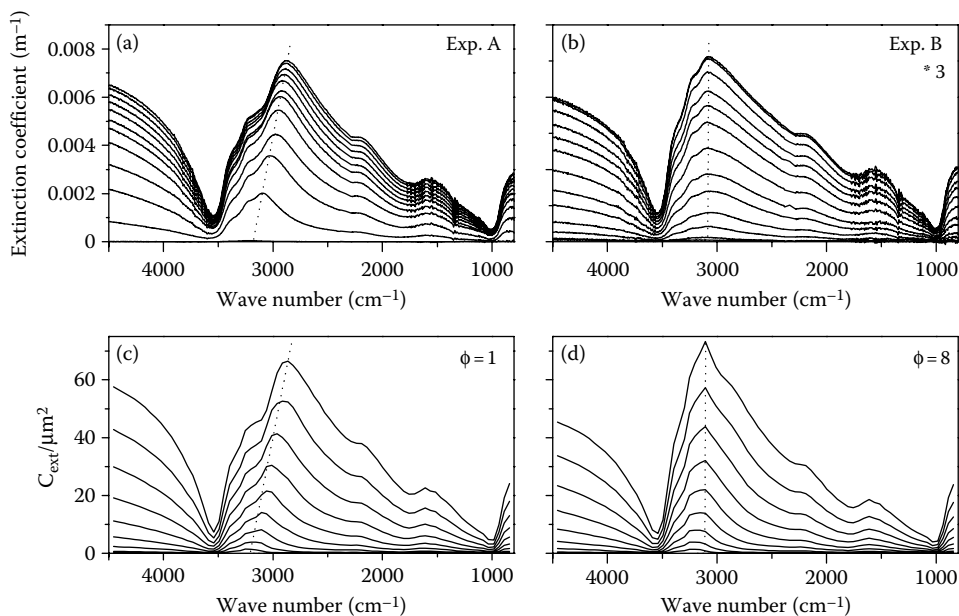 (a)
Exp. A
(b)
Exp. B
* 3
Extinction coefficient (m⁻¹)
0.008
0.006
0.004
0.002
0
4000 3000 2000 1000
4000 3000 2000 1000
Wave number (cm⁻¹)
Wave number (cm⁻¹)
(c)
ϕ = 1
(d)
ϕ = 8
C_ext/μm²
60
40
20
0
4000 3000 2000 1000
4000 3000 2000 1000
Wave number (cm⁻¹)
Wave number (cm⁻¹)